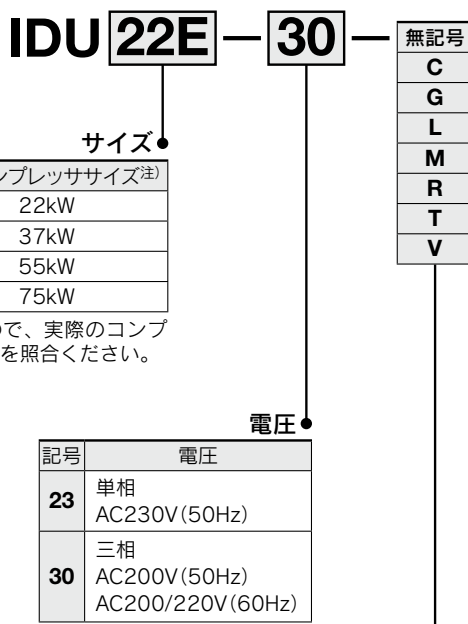 IDU 22E — 30 —
無記号
C
G
L
M
R
T
V
サイズ
ンプレッササイズ注)
22kW
37kW
55kW
75kW
ので、実際のコンプ
を照合ください。
電圧
記号 電圧
23 単相
AC230V(50Hz)
30 三相
AC200V(50Hz)
AC200/220V(60Hz)